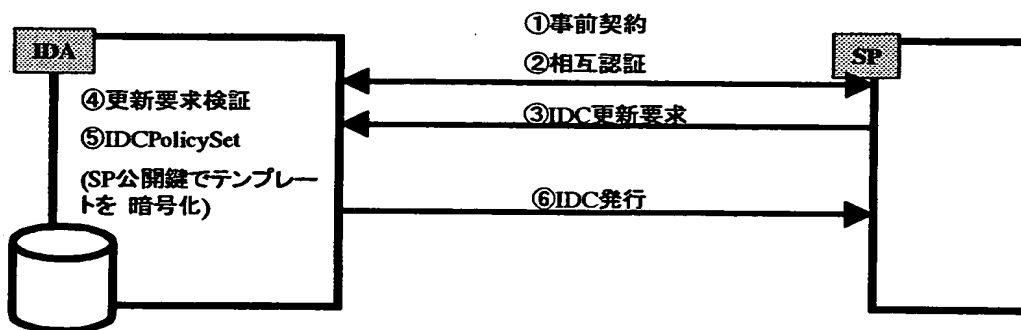 ①事前契約
IDA
SP
②相互認証
④更新要求検証
③IDC更新要求
⑤IDCPolicySet
(SP公開鍵でテンプレー
トを 暗号化)
⑥IDC発行